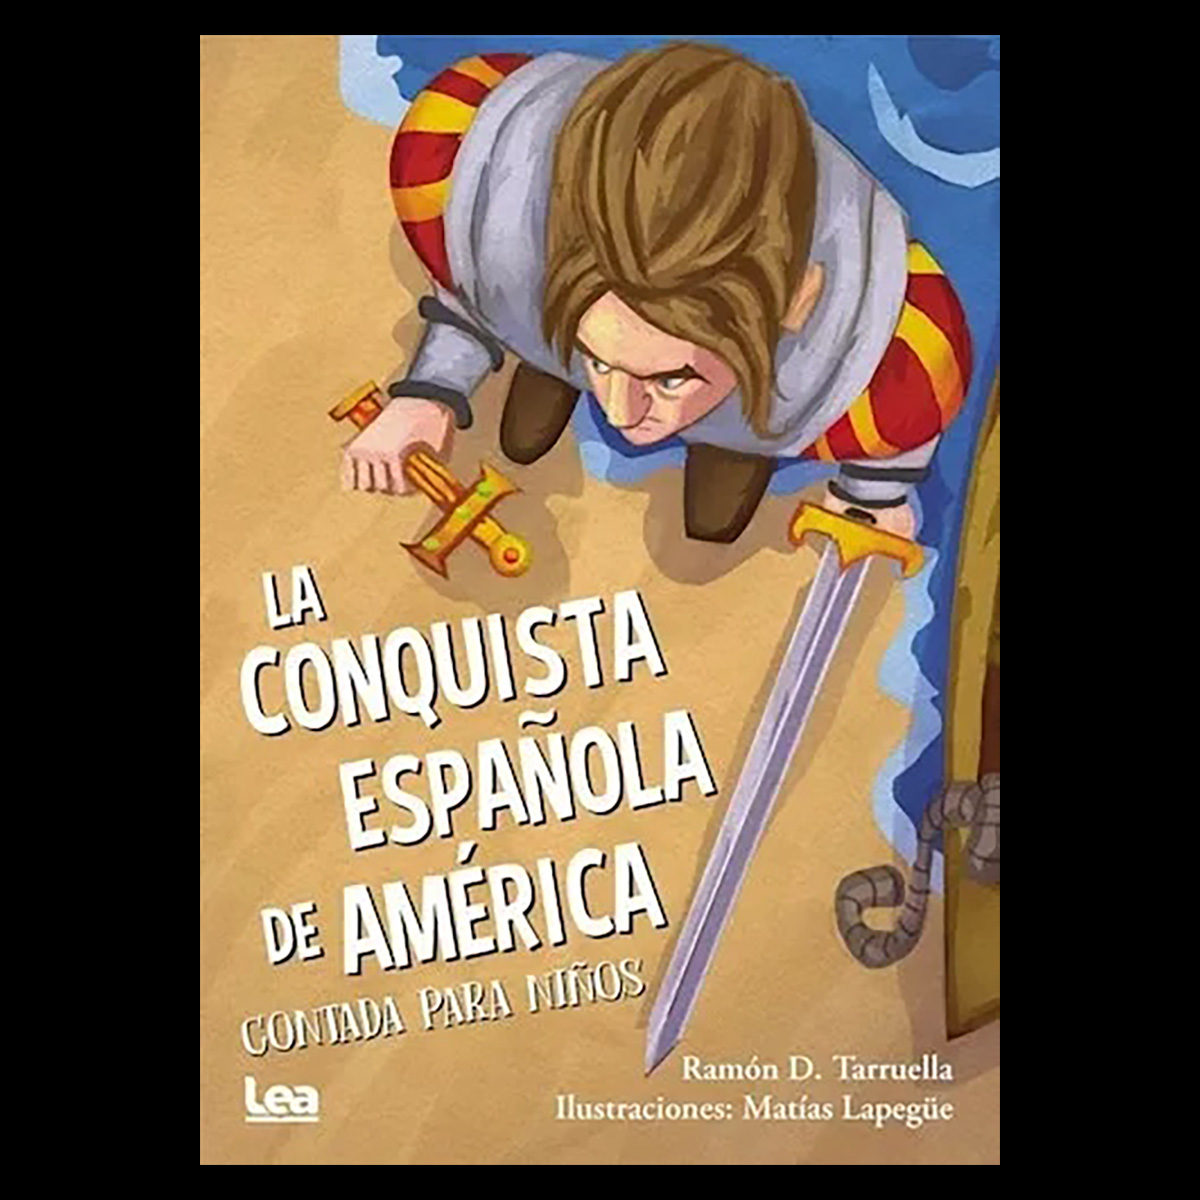 LA
CONQUISTA
ESPAÑOLA
DE AMÉRICA
CONTADA PARA NIÑOS
Lea
Ramón D. Tarruella
Ilustraciones: Matías Lapegüe